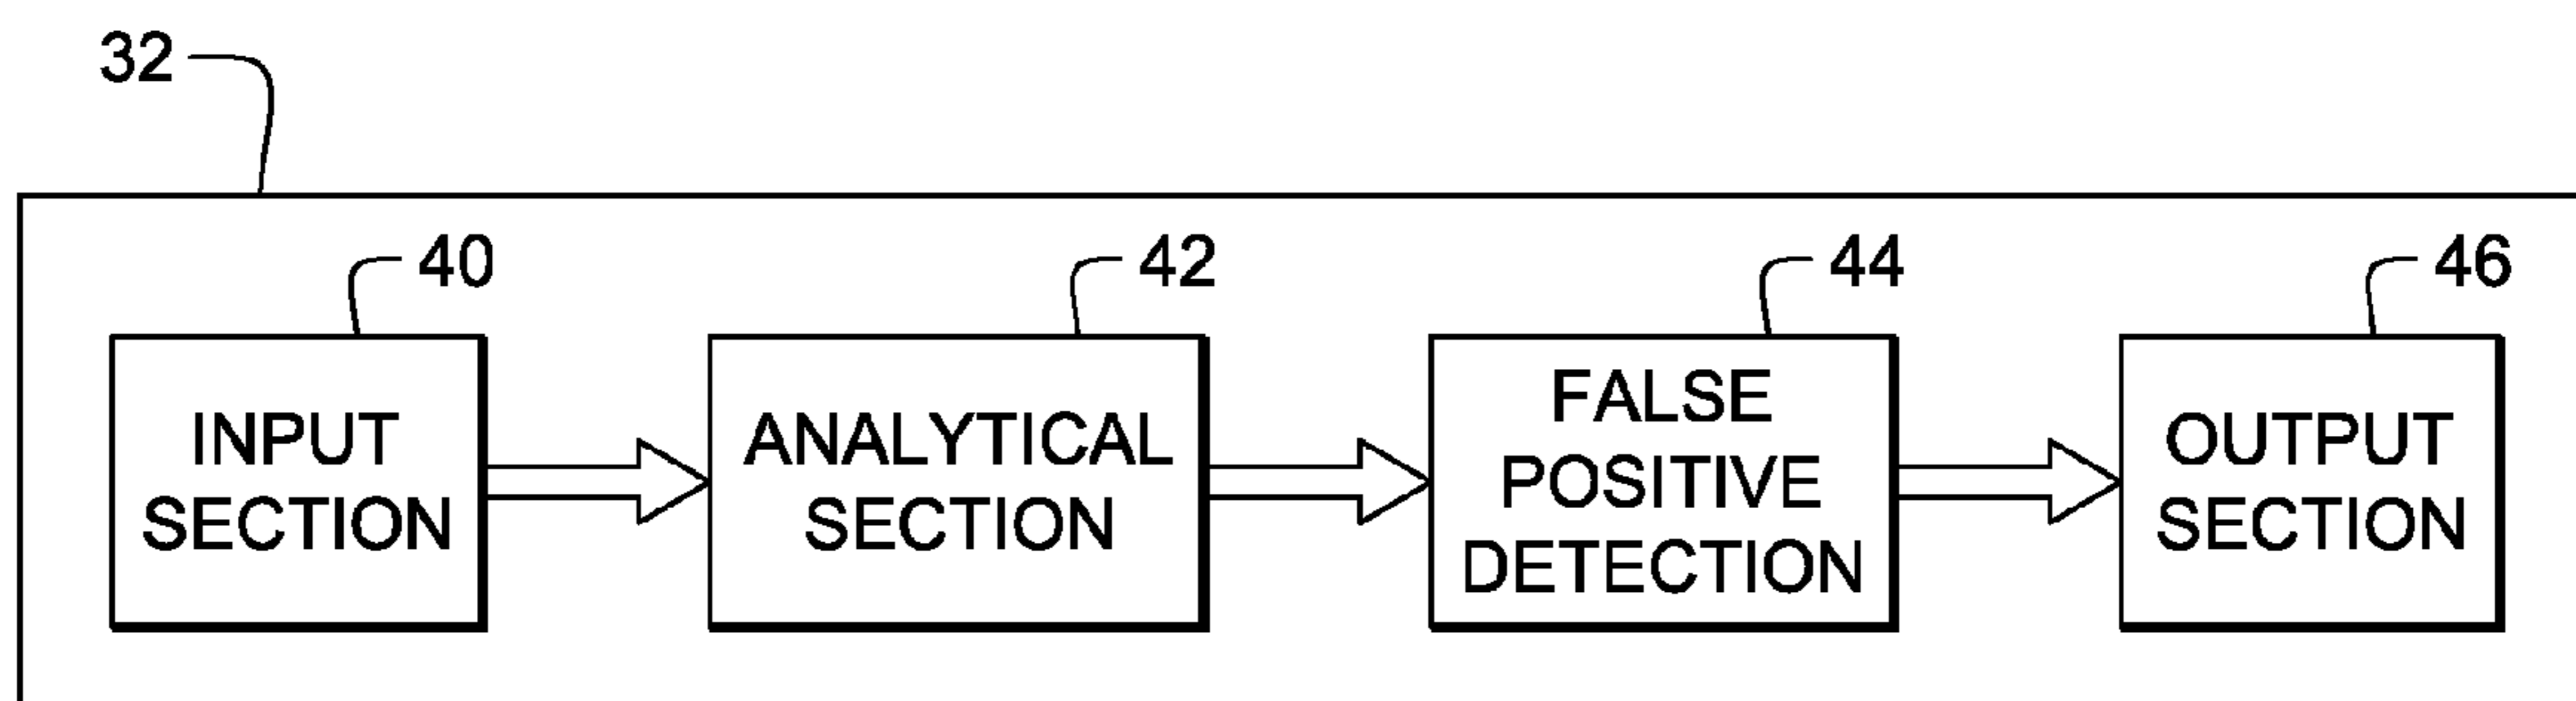 32
40
42
44
46
INPUT
SECTION
ANALYTICAL
SECTION
FALSE
POSITIVE
DETECTION
OUTPUT
SECTION